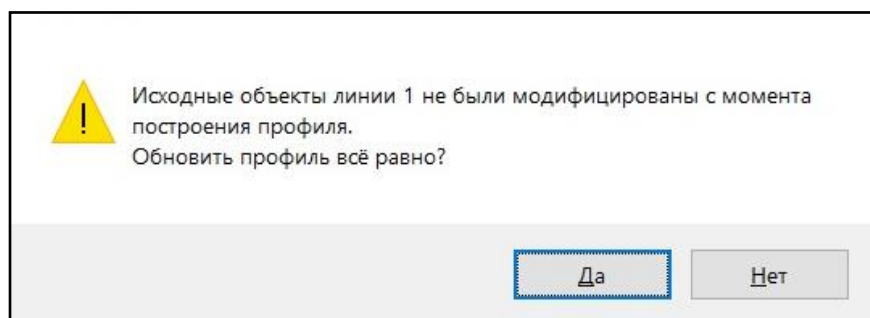 Исходные объекты линии 1 не были модифицированы с момента
построения профиля.
Обновить профиль всё равно?
Да
Нет